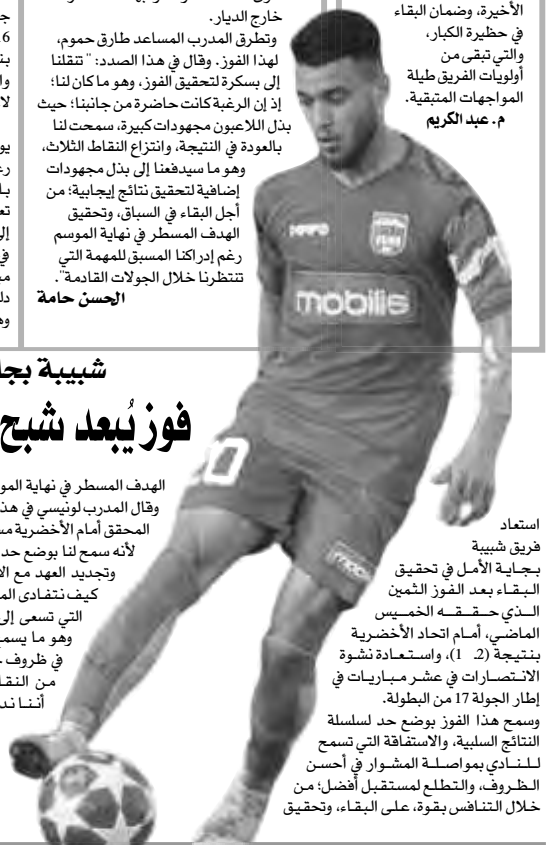 الأخيرة، وضمان البقاء
في حظيرة الكبار،
والتي تبقى من
أولويات الفريق طيلة
المواجهات المتبقية.
م. عبد الكريم
خارج الديار.
وتطرق المدرب المساعد طارق حموم،
لهذا الفوز. وقال في هذا الصدد: "تنقلنا
إلى بسكرة لتحقيق الفوز، وهو ما كان لنا؛
إذ إن الرغبة كانت حاضرة من جانبنا؛ حيث
بذل اللاعبون مجهودات كبيرة، سمحت لنا
بالعودة في النتيجة، وانتزاع النقاط الثلاث،
وهو ما سيدفعنا إلى بذل مجهودات
إضافية لتحقيق نتائج إيجابية؛ من
أجل البقاء في السباق، وتحقيق
الهدف المسطر في نهاية الموسم
رغم إدراكنا المسبق للمهمة التي
تنتظرنا خلال الجولات القادمة".
الحسن حامة
mobilis
20
شبيبة بجا
فوز يُبعد شبح
استعاد
فريق شبيبة
بجاية الأمل في تحقيق
البقاء بعد الفوز الثمين
الذي حققه الخميس
الماضي، أمام اتحاد الأخضرية
بنتيجة (2ـ 1)، واستعادة نشوة
الانتصارات في عشر مباريات في
إطار الجولة 17 من البطولة.
وسمح هذا الفوز بوضع حد لسلسلة
النتائج السلبية، والاستفاقة التي تسمح
للنادي بمواصلة المشوار في أحسن
الظروف، والتطلع لمستقبل أفضل؛ من
خلال التنافس بقوة، على البقاء، وتحقيق
الهدف المسطر في نهاية المو
وقال المدرب لونيسي في هذ
المحقق أمام الأخضرية مس
لأنه سمح لنا بوضع حد
وتجديد العهد مع الا
كيف نتفادى الم
التي تسعى إلى
وهو ما يسمح
في ظروف
من النقا
أننا ند